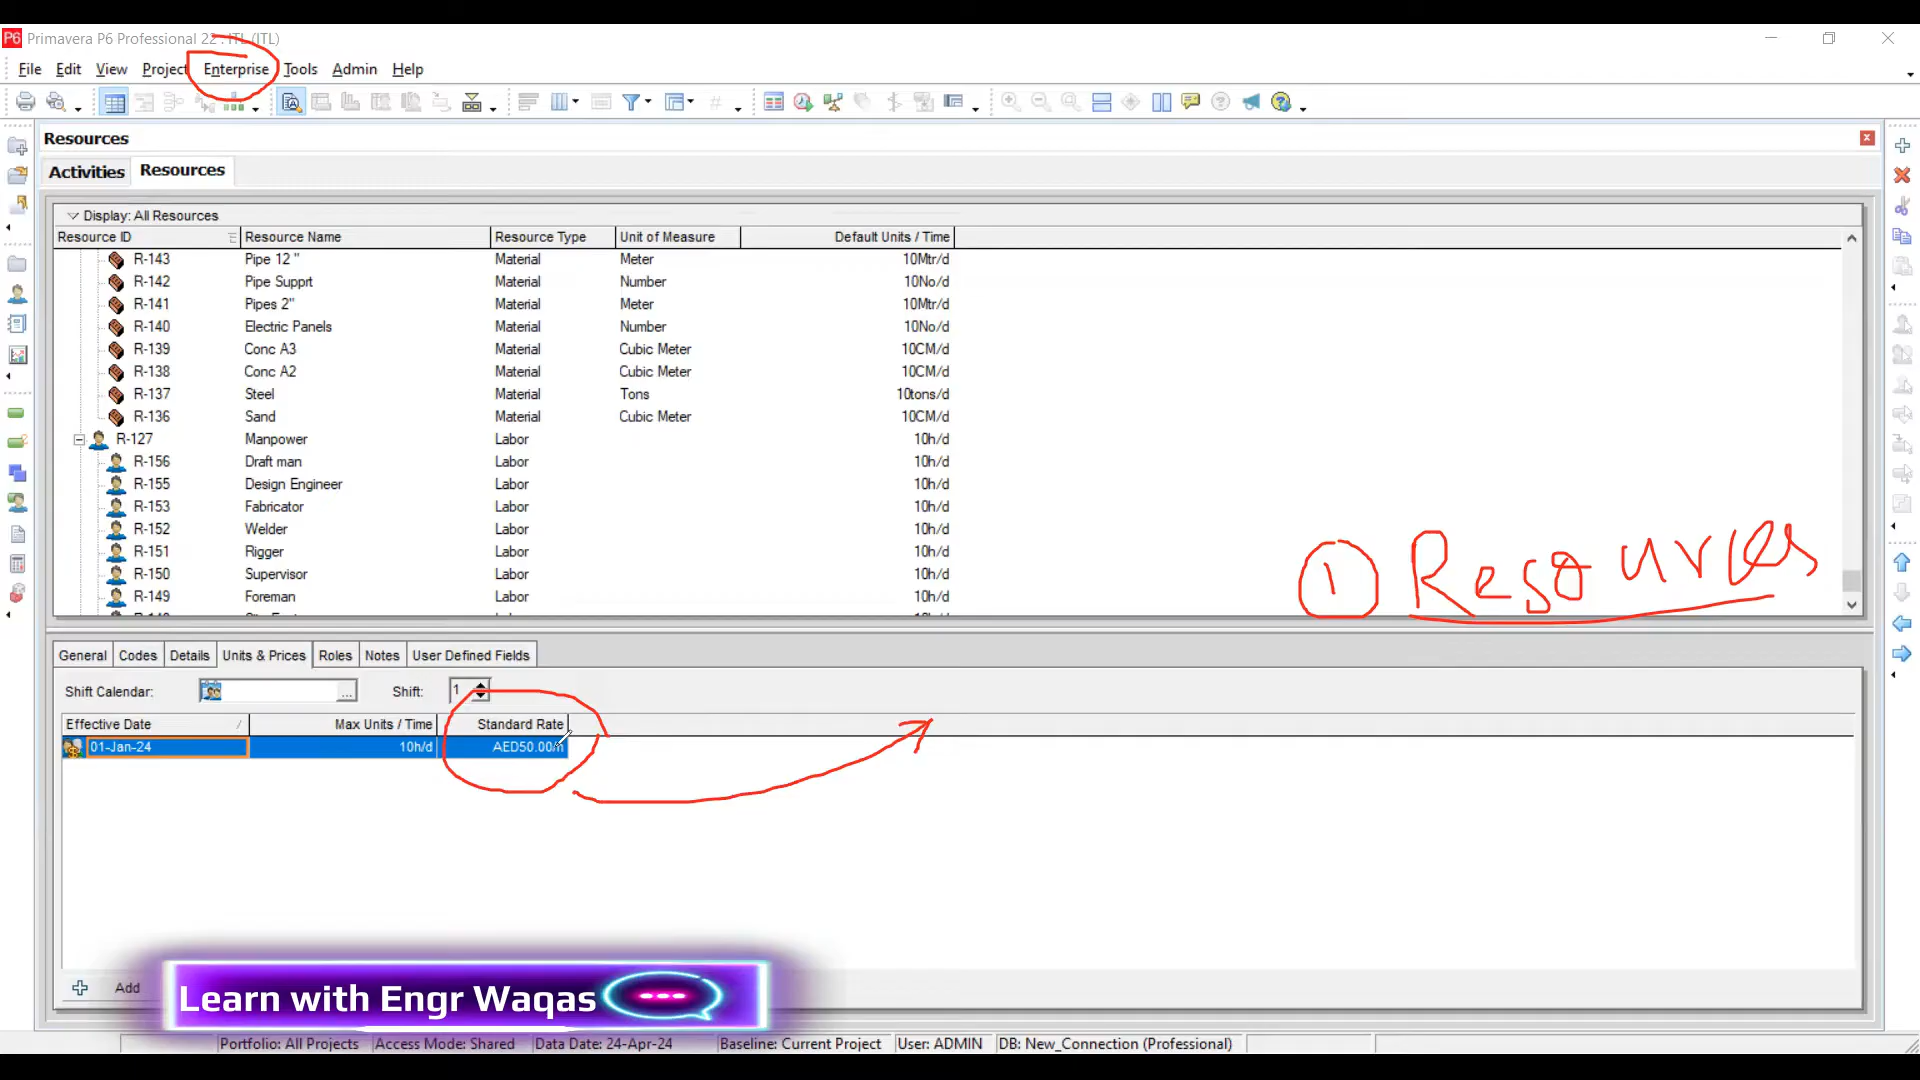 P6 Primavera P6 Professional 22 : ITL (ITL)
File Edit View Project Enterprise Tools Admin Help
Resources
Activities Resources
Display: All Resources
Resource ID Resource Name Resource Type Unit of Measure Default Units / Time
R-143 Pipe 12 " Material Meter 10Mtr/d
R-142 Pipe Supprt Material Number 10No/d
R-141 Pipes 2" Material Meter 10Mtr/d
R-140 Electric Panels Material Number 10No/d
R-139 Conc A3 Material Cubic Meter 10CM/d
R-138 Conc A2 Material Cubic Meter 10CM/d
R-137 Steel Material Tons 10tons/d
R-136 Sand Material Cubic Meter 10CM/d
R-127 Manpower Labor 10h/d
R-156 Draft man Labor 10h/d
R-155 Design Engineer Labor 10h/d
R-153 Fabricator Labor 10h/d
R-152 Welder Labor 10h/d
R-151 Rigger Labor 10h/d
R-150 Supervisor Labor 10h/d
R-149 Foreman Labor 10h/d
1 Resources
General Codes Details Units & Prices Roles Notes User Defined Fields
Shift Calendar: ... Shift: 1
Effective Date Max Units / Time Standard Rate
01-Jan-24 10h/d AED50.00/h
Add
Learn with Engr Waqas
Portfolio: All Projects Access Mode: Shared Data Date: 24-Apr-24 Baseline: Current Project User: ADMIN DB: New_Connection (Professional)